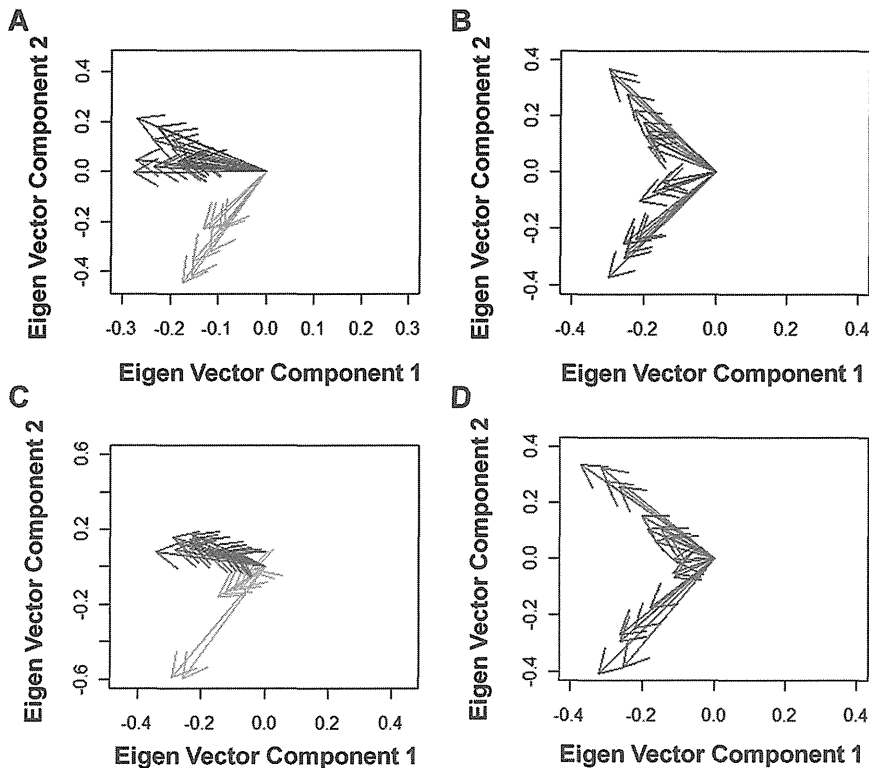 A
B
Eigen Vector Component 2
0.4
0.2
0.0
-0.2
-0.4
-0.3 -0.2 -0.1 0.0 0.1 0.2 0.3
Eigen Vector Component 1
Eigen Vector Component 2
0.4
0.2
0.0
-0.2
-0.4
-0.4 -0.2 0.0 0.2 0.4
Eigen Vector Component 1
C
D
Eigen Vector Component 2
0.6
0.2
-0.2
-0.6
-0.4 -0.2 0.0 0.2 0.4
Eigen Vector Component 1
Eigen Vector Component 2
0.4
0.2
0.0
-0.2
-0.4
-0.4 -0.2 0.0 0.2 0.4
Eigen Vector Component 1